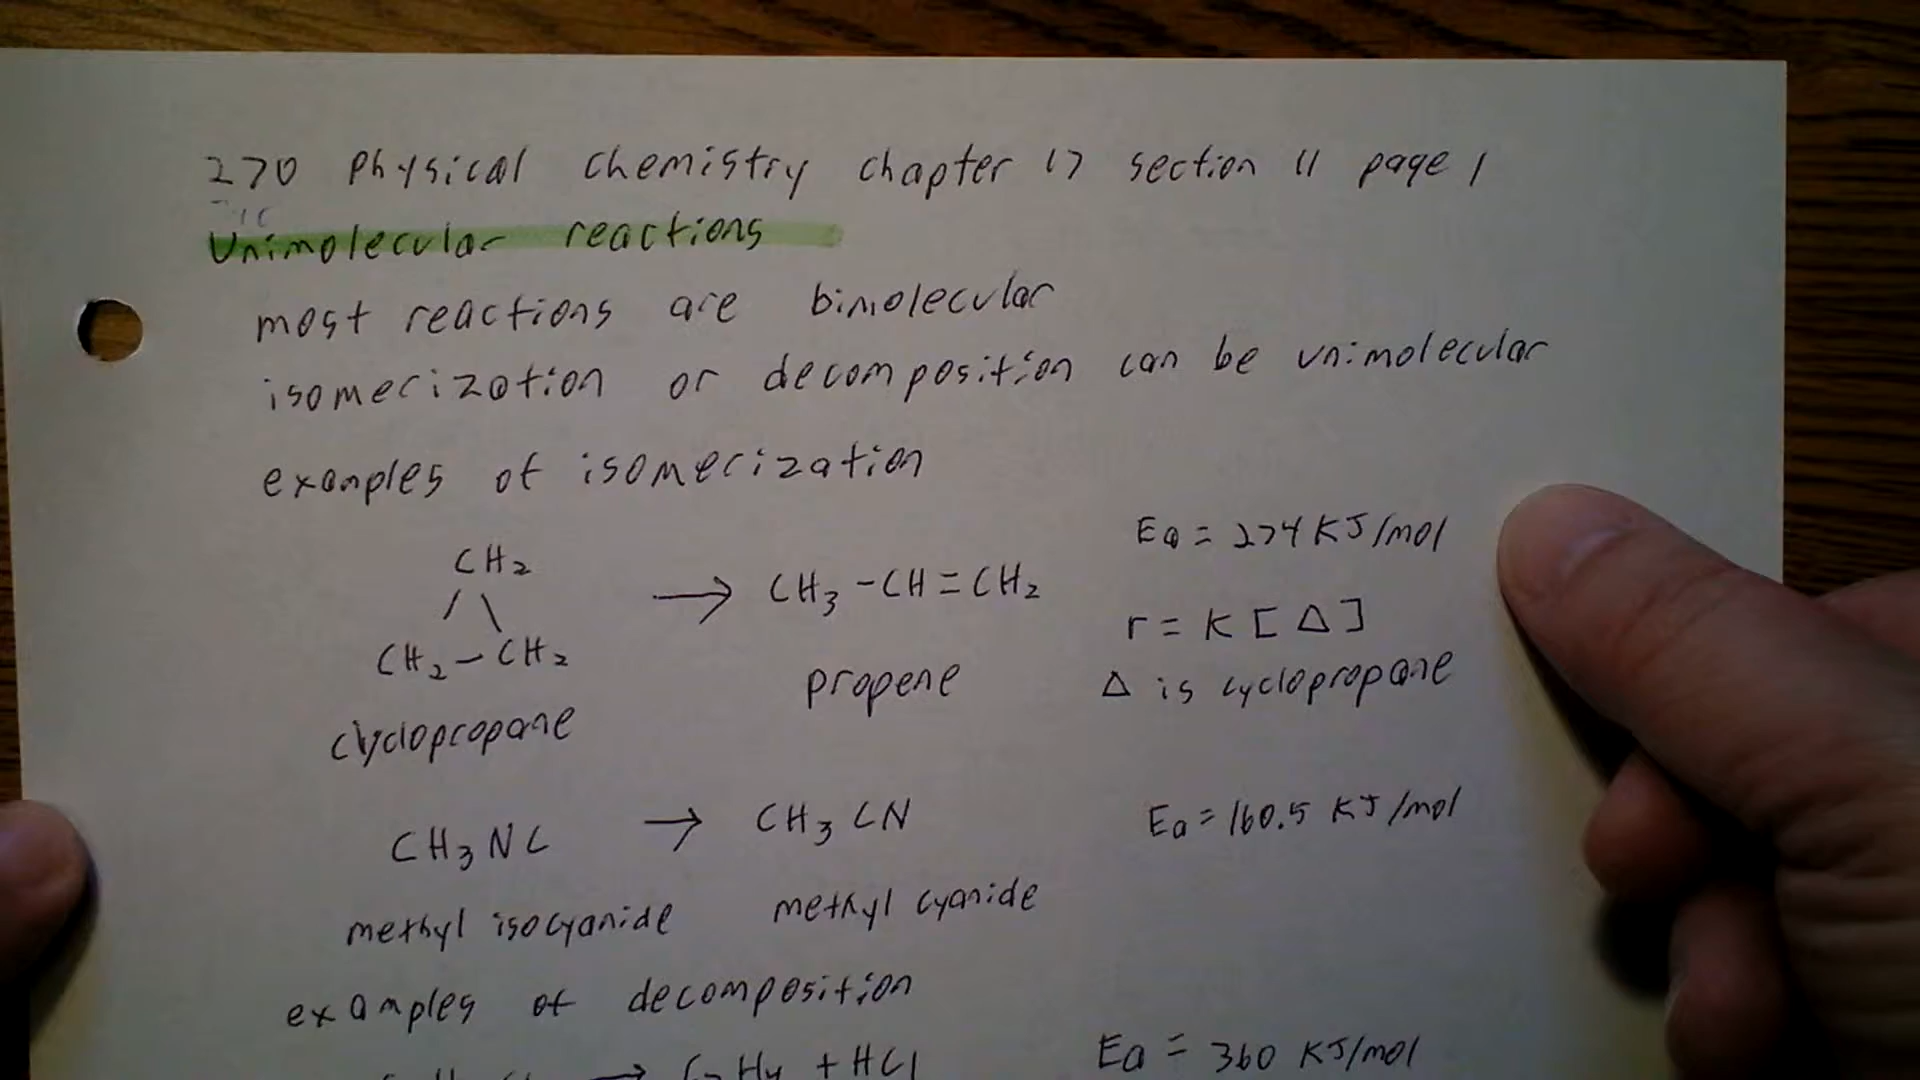 270 Physical chemistry chapter 17 section 11 page 1
Unimolecular reactions
most reactions are bimolecular
isomerization or decomposition can be unimolecular
examples of isomerization
Ea = 274 KJ/mol
CH2
/ \
CH2 - CH2
→ CH3 - CH = CH2
r = K [Δ]
Δ is cyclopropane
cyclopropane
propene
CH3NC → CH3CN Ea = 160.5 KJ/mol
methyl isocyanide methyl cyanide
examples of decomposition
→ C2H4 + HCl Ea = 360 KJ/mol